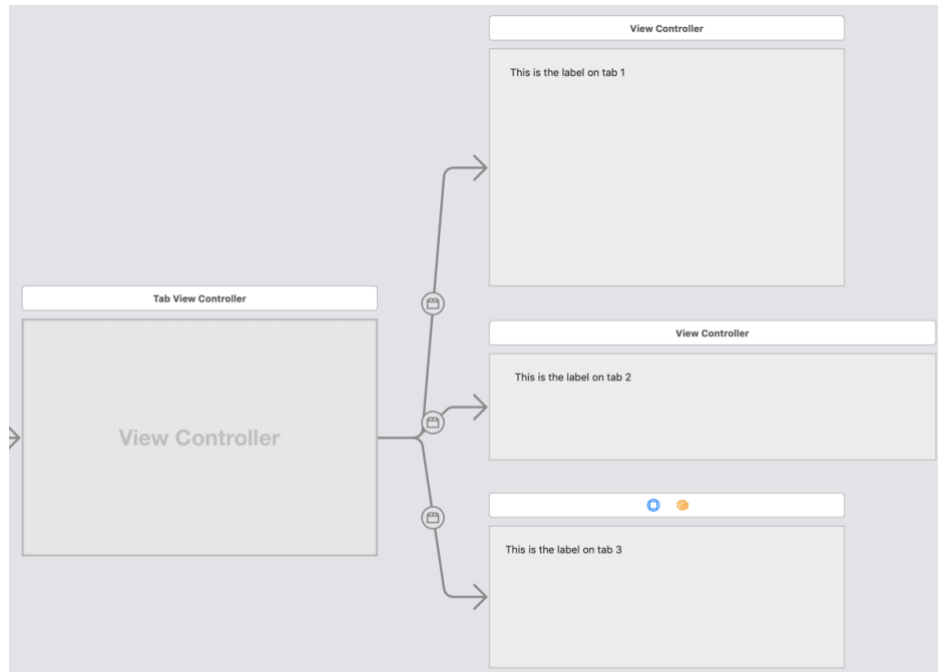 View Controller
This is the label on tab 1
Tab View Controller
View Controller
View Controller
This is the label on tab 2
This is the label on tab 3